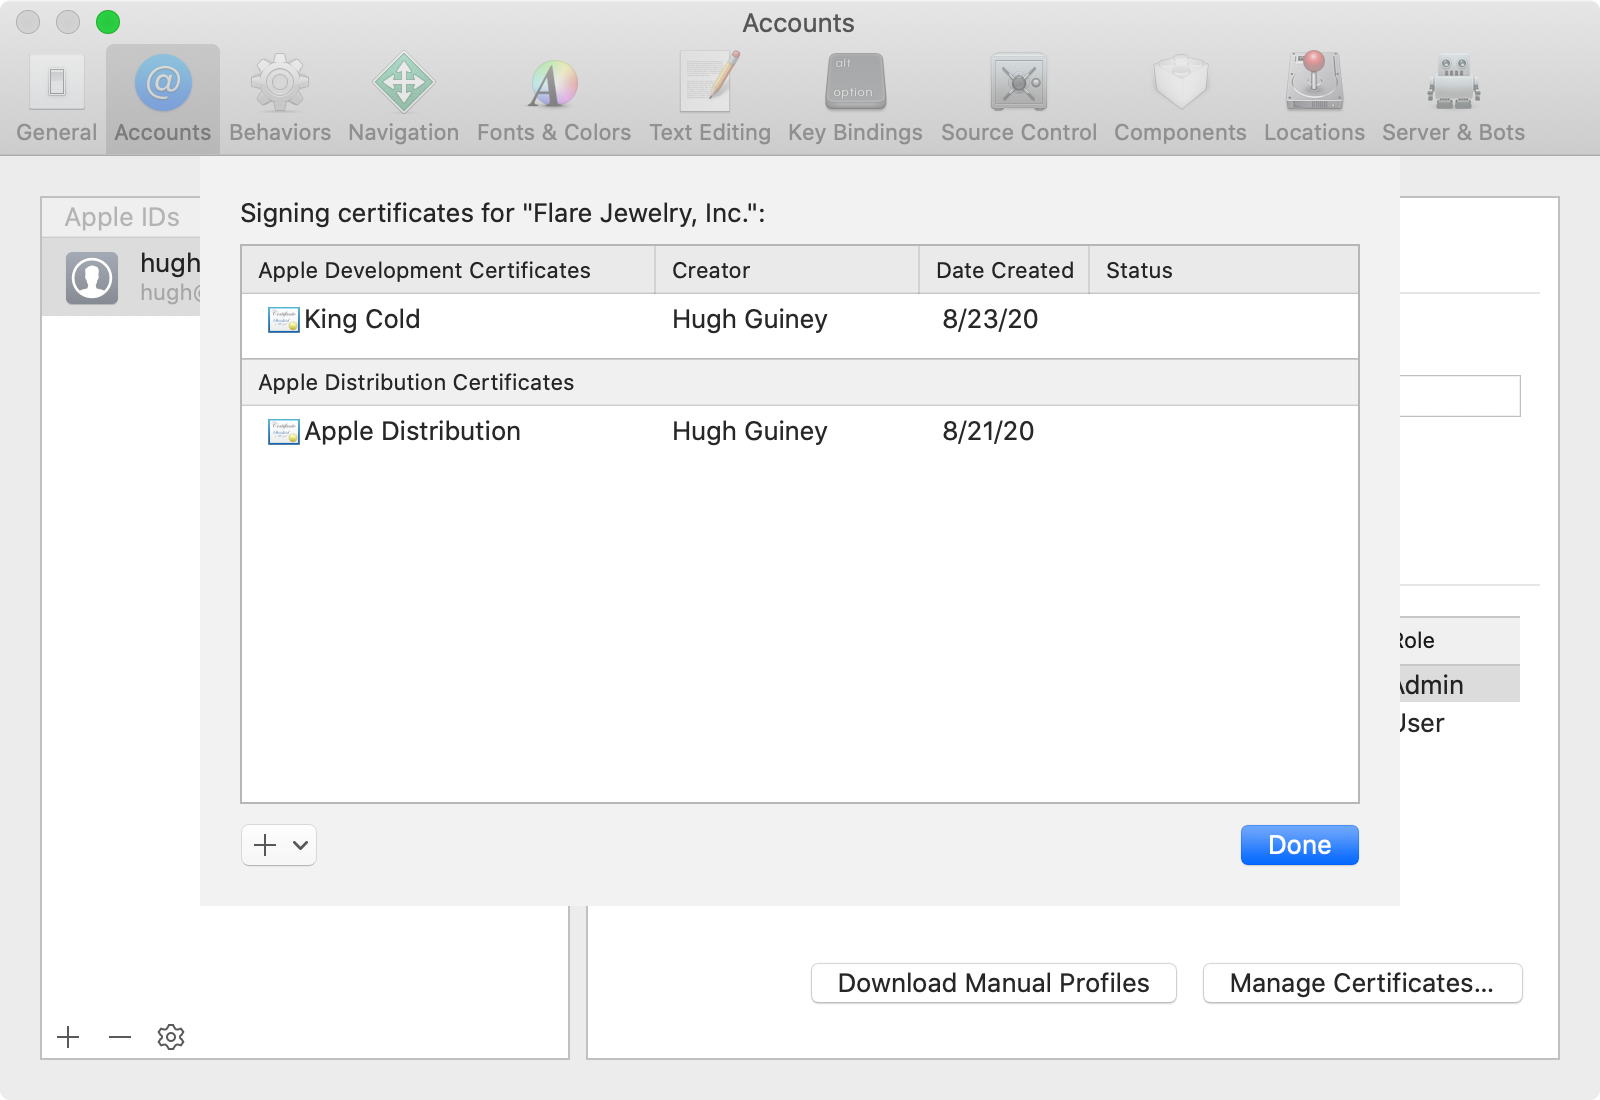 Accounts
General Accounts Behaviors Navigation Fonts & Colors Text Editing Key Bindings Source Control Components Locations Server & Bots
alt
option
Apple IDs
hugh
hugh@
Signing certificates for "Flare Jewelry, Inc.":
Apple Development Certificates Creator Date Created Status
King Cold Hugh Guiney 8/23/20
Apple Distribution Certificates
Apple Distribution Hugh Guiney 8/21/20
Role
Admin
User
Done
Download Manual Profiles Manage Certificates...